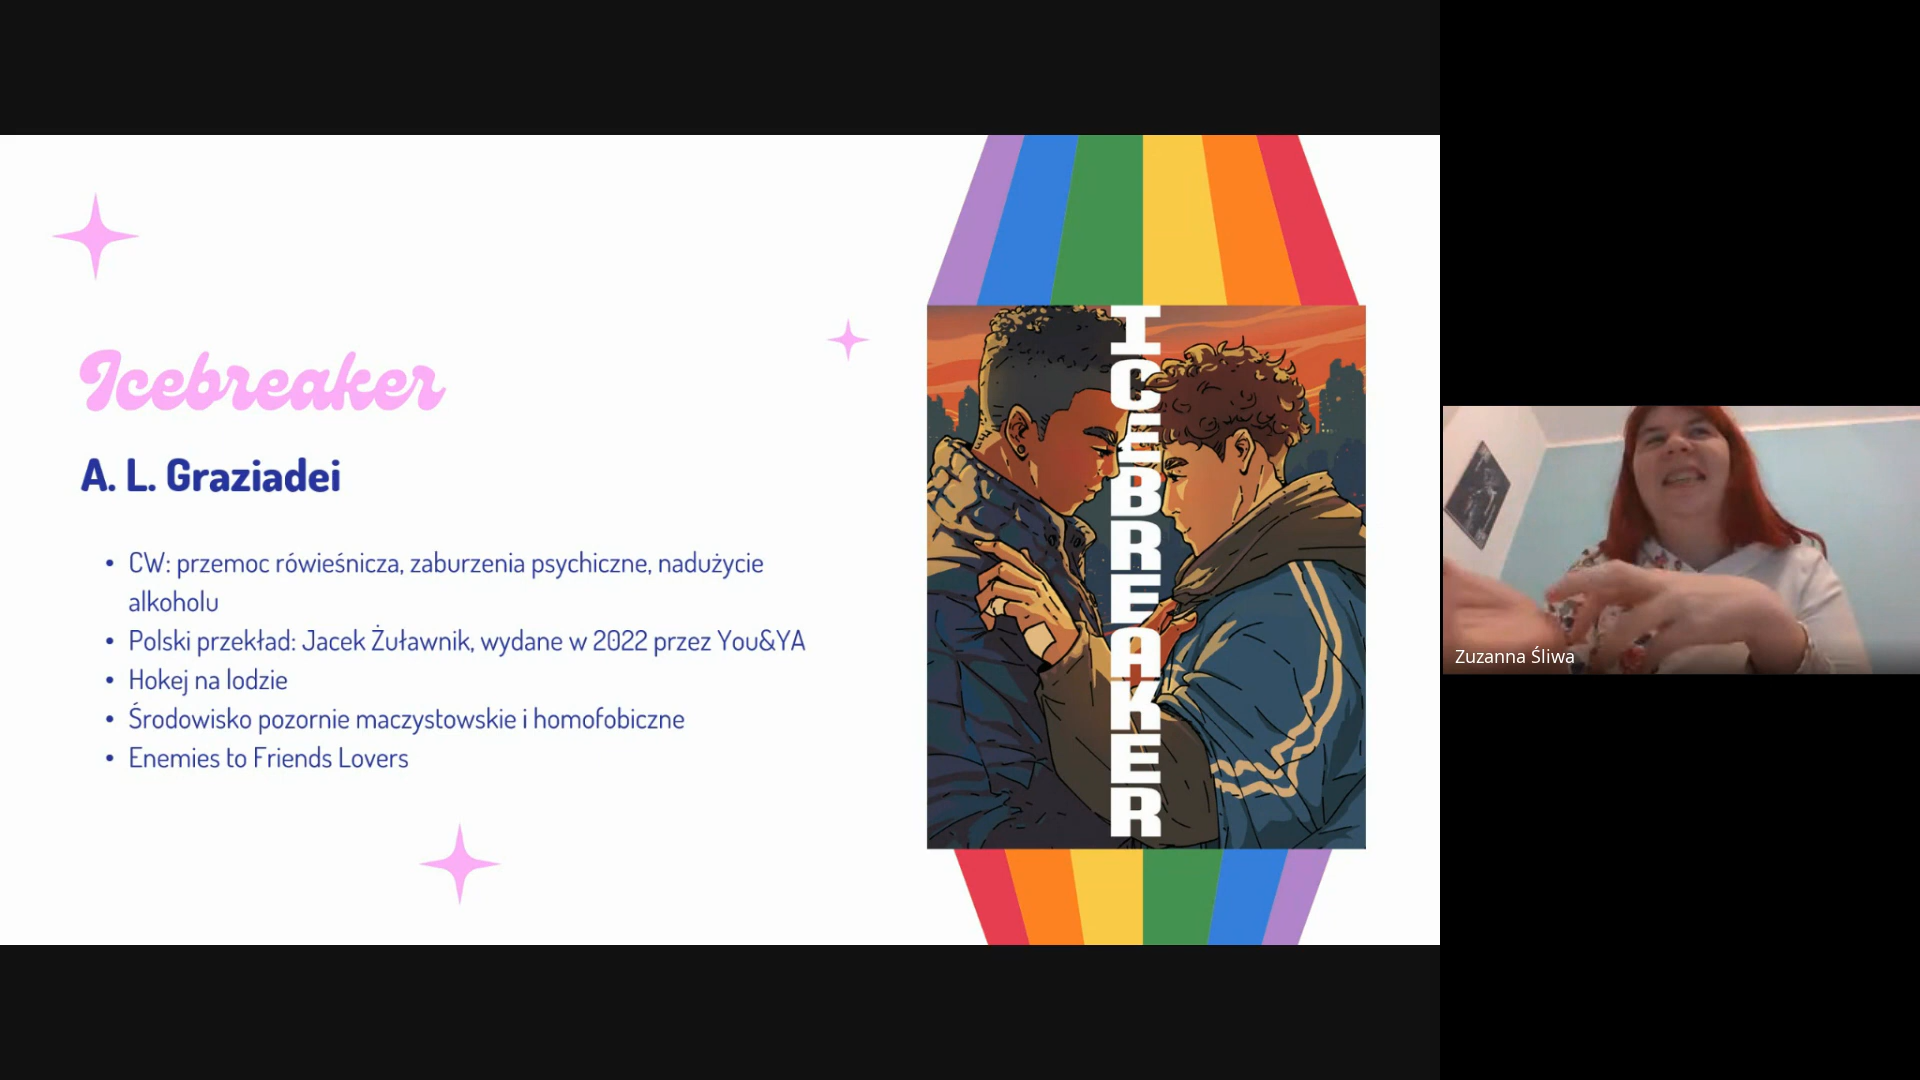 Icebreaker
A. L. Graziadei
• CW: przemoc rówieśnicza, zaburzenia psychiczne, nadużycie
alkoholu
• Polski przekład: Jacek Żuławnik, wydane w 2022 przez You&YA
• Hokej na lodzie
• Środowisko pozornie maczystowskie i homofobiczne
• Enemies to Friends Lovers
ICEBREAKER
Zuzanna Śliwa